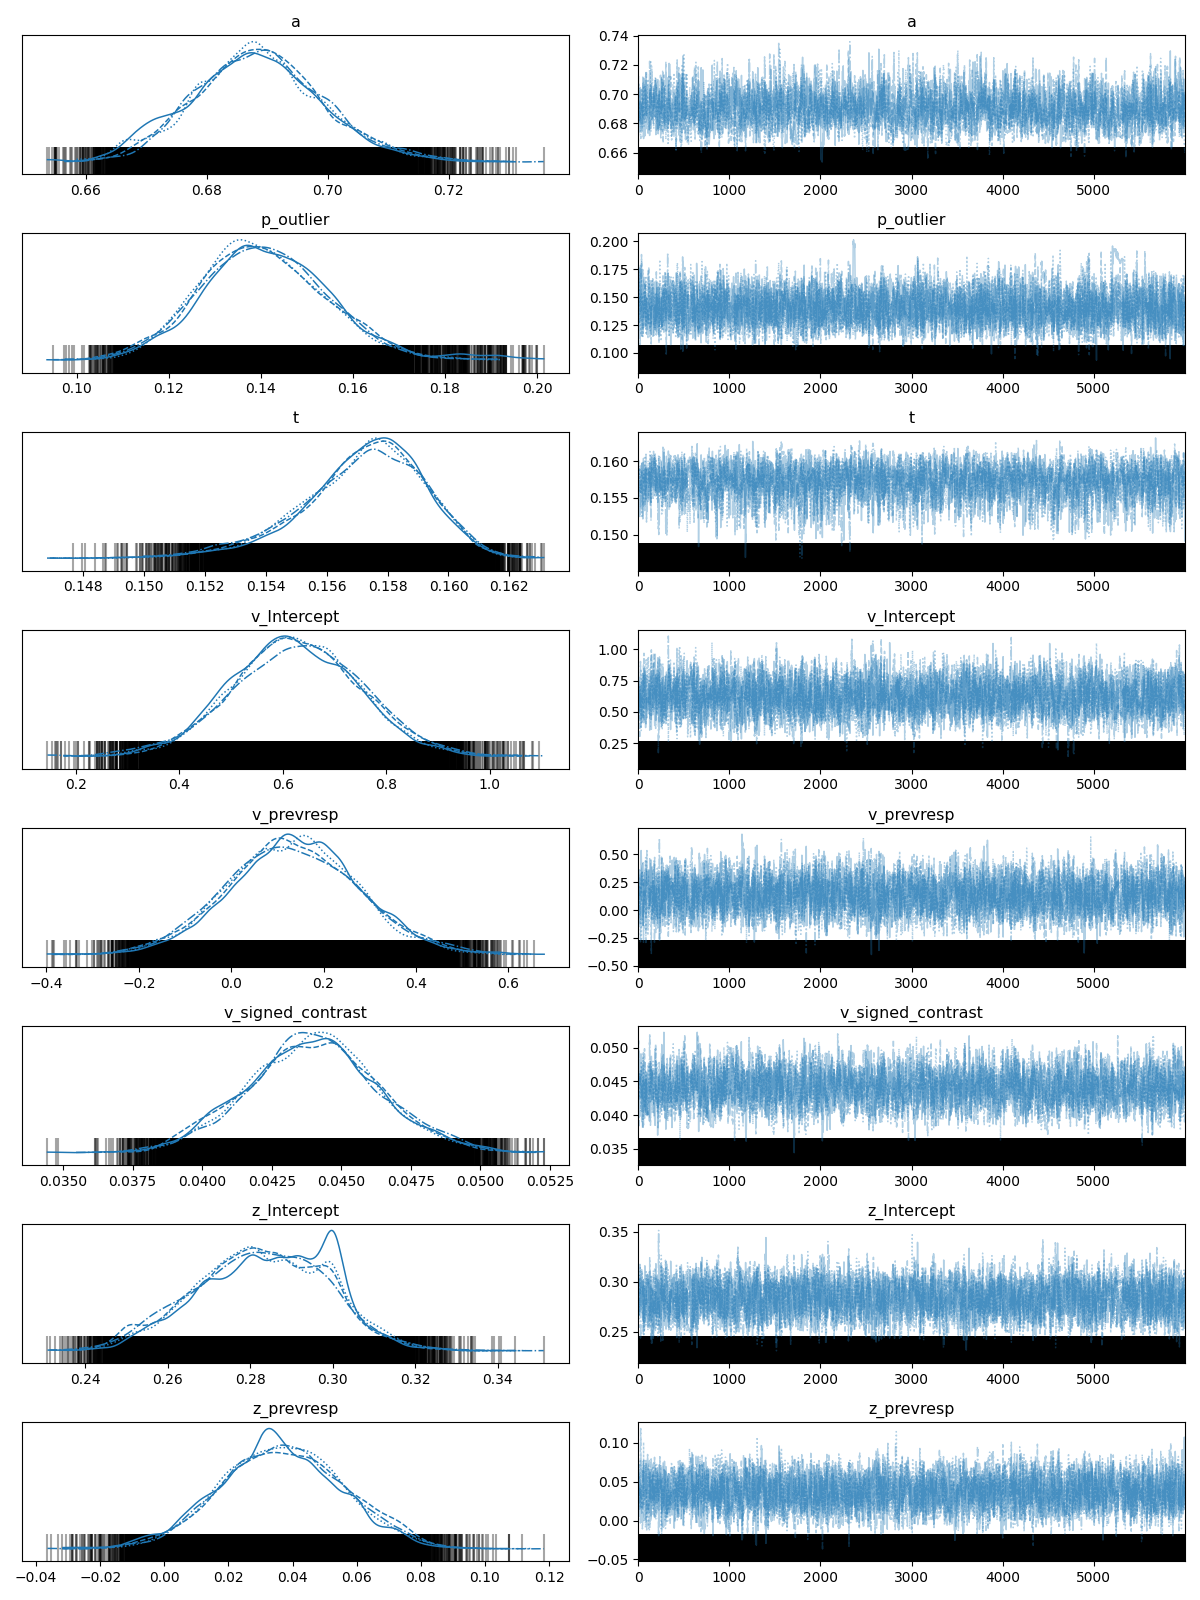 a a
0.74
0.72
0.70
0.68
0.66
0.66 0.68 0.70 0.72 0 1000 2000 3000 4000 5000
p_outlier p_outlier
0.200
0.175
0.150
0.125
0.100
0.10 0.12 0.14 0.16 0.18 0.20 0 1000 2000 3000 4000 5000
t t
0.160
0.155
0.150
0.148 0.150 0.152 0.154 0.156 0.158 0.160 0.162 0 1000 2000 3000 4000 5000
v_Intercept v_Intercept
1.00
0.75
0.50
0.25
0.2 0.4 0.6 0.8 1.0 0 1000 2000 3000 4000 5000
v_prevresp v_prevresp
0.50
0.25
0.00
−0.25
−0.50
−0.4 −0.2 0.0 0.2 0.4 0.6 0 1000 2000 3000 4000 5000
v_signed_contrast v_signed_contrast
0.050
0.045
0.040
0.035
0.0350 0.0375 0.0400 0.0425 0.0450 0.0475 0.0500 0.0525 0 1000 2000 3000 4000 5000
z_Intercept z_Intercept
0.35
0.30
0.25
0.24 0.26 0.28 0.30 0.32 0.34 0 1000 2000 3000 4000 5000
z_prevresp z_prevresp
0.10
0.05
0.00
−0.05
−0.04 −0.02 0.00 0.02 0.04 0.06 0.08 0.10 0.12 0 1000 2000 3000 4000 5000